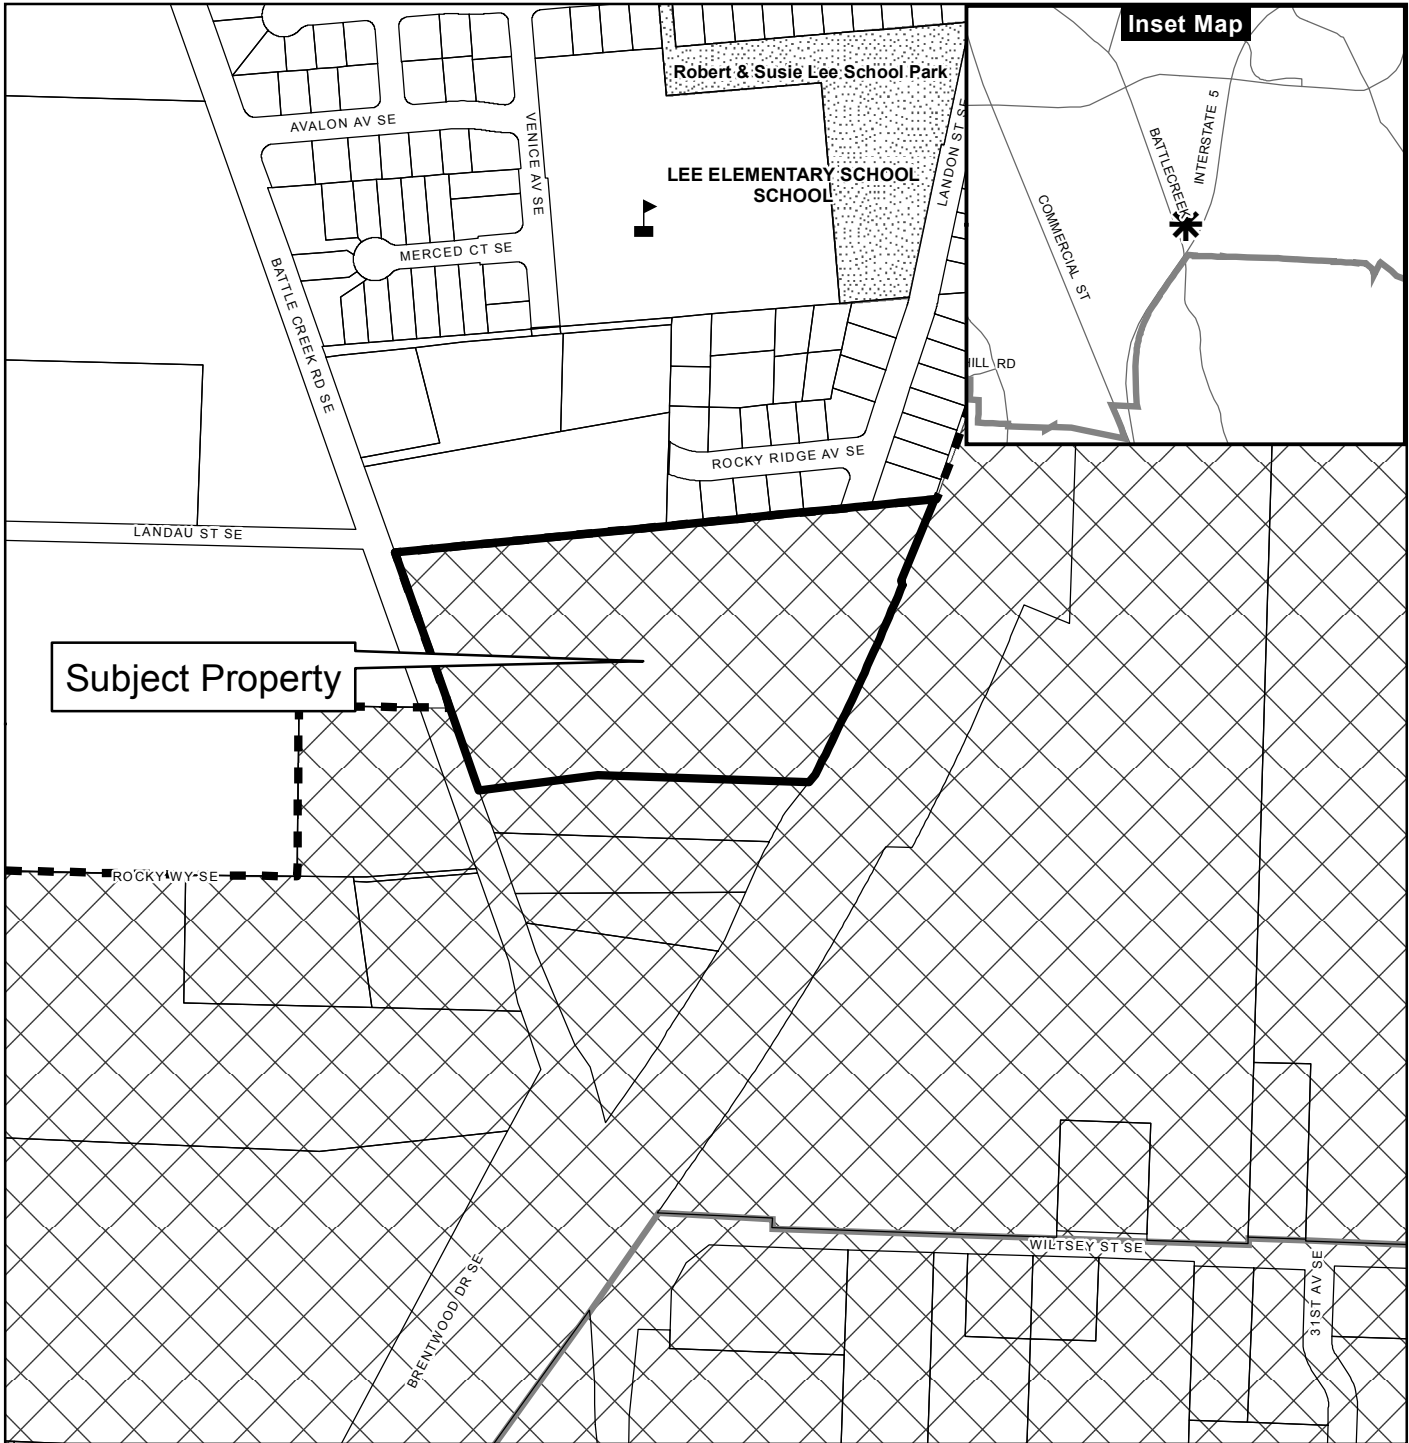 Inset Map
Robert & Susie Lee School Park
AVALON AV SE
VENICE AV SE
LANDON ST SE
LEE ELEMENTARY SCHOOL
SCHOOL
MERCED CT SE
BATTLE CREEK RD SE
INTERSTATE 5
BATTLECREEK
COMMERCIAL ST
HILL RD
ROCKY RIDGE AV SE
LANDAU ST SE
Subject Property
ROCKY WY SE
WILTSEY ST SE
BRENTWOOD DR SE
31ST AV SE